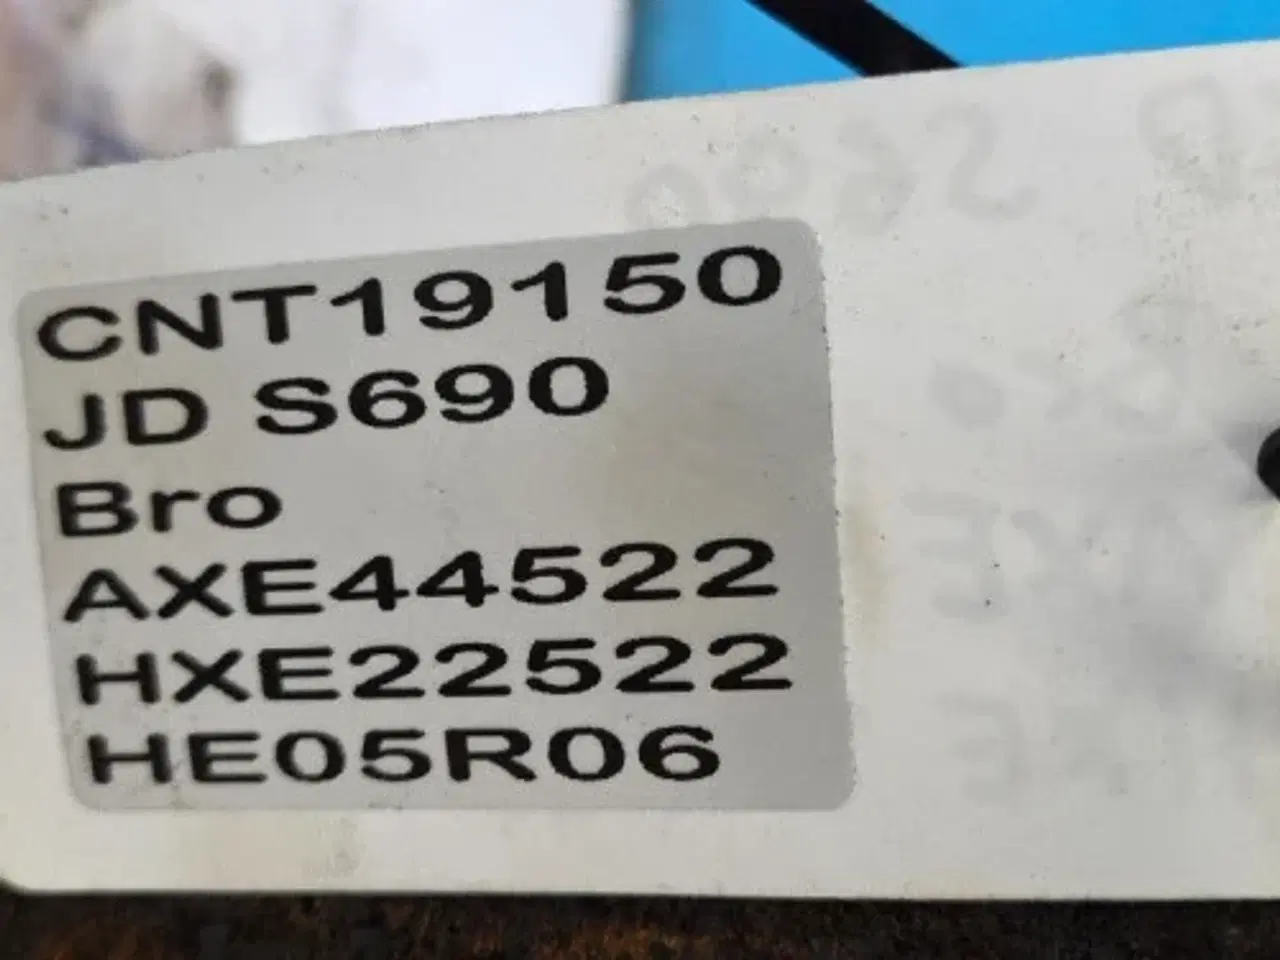 CNT19150
JD S690
Bro
AXE44522
HXE22522
HE05R06